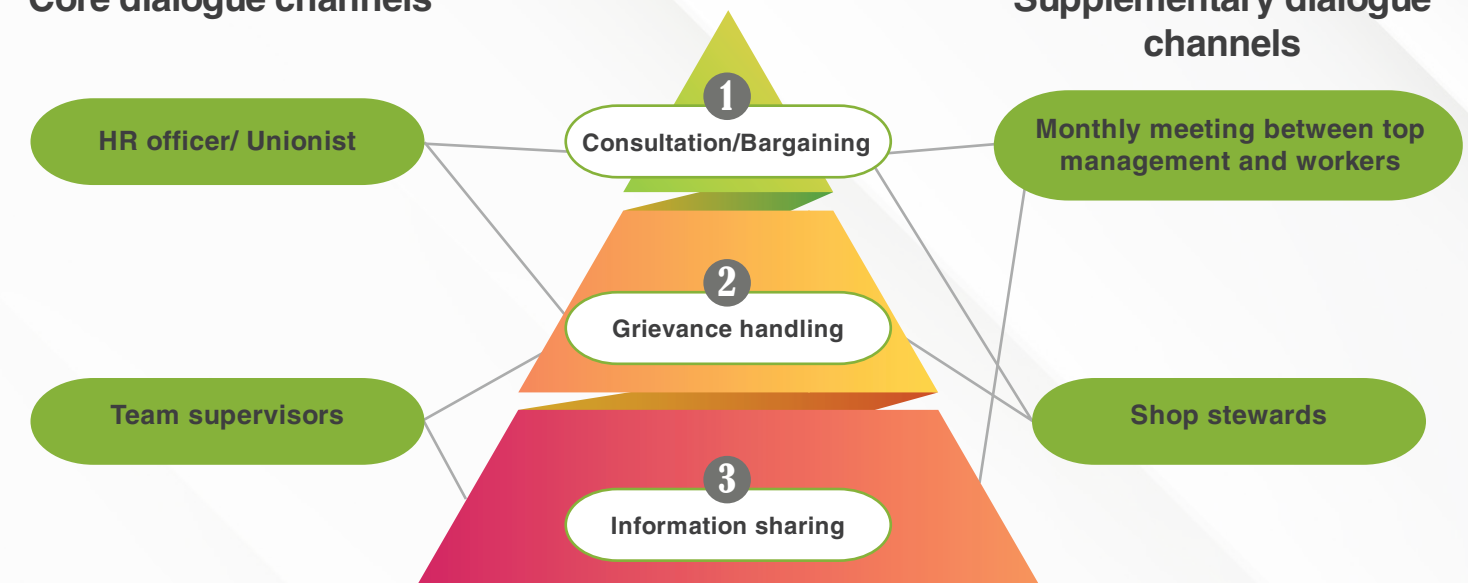 Core dialogue channels
Supplementary dialogue
channels
1
HR officer/ Unionist
Consultation/Bargaining
Monthly meeting between top
management and workers
2
Grievance handling
Team supervisors
Shop stewards
3
Information sharing